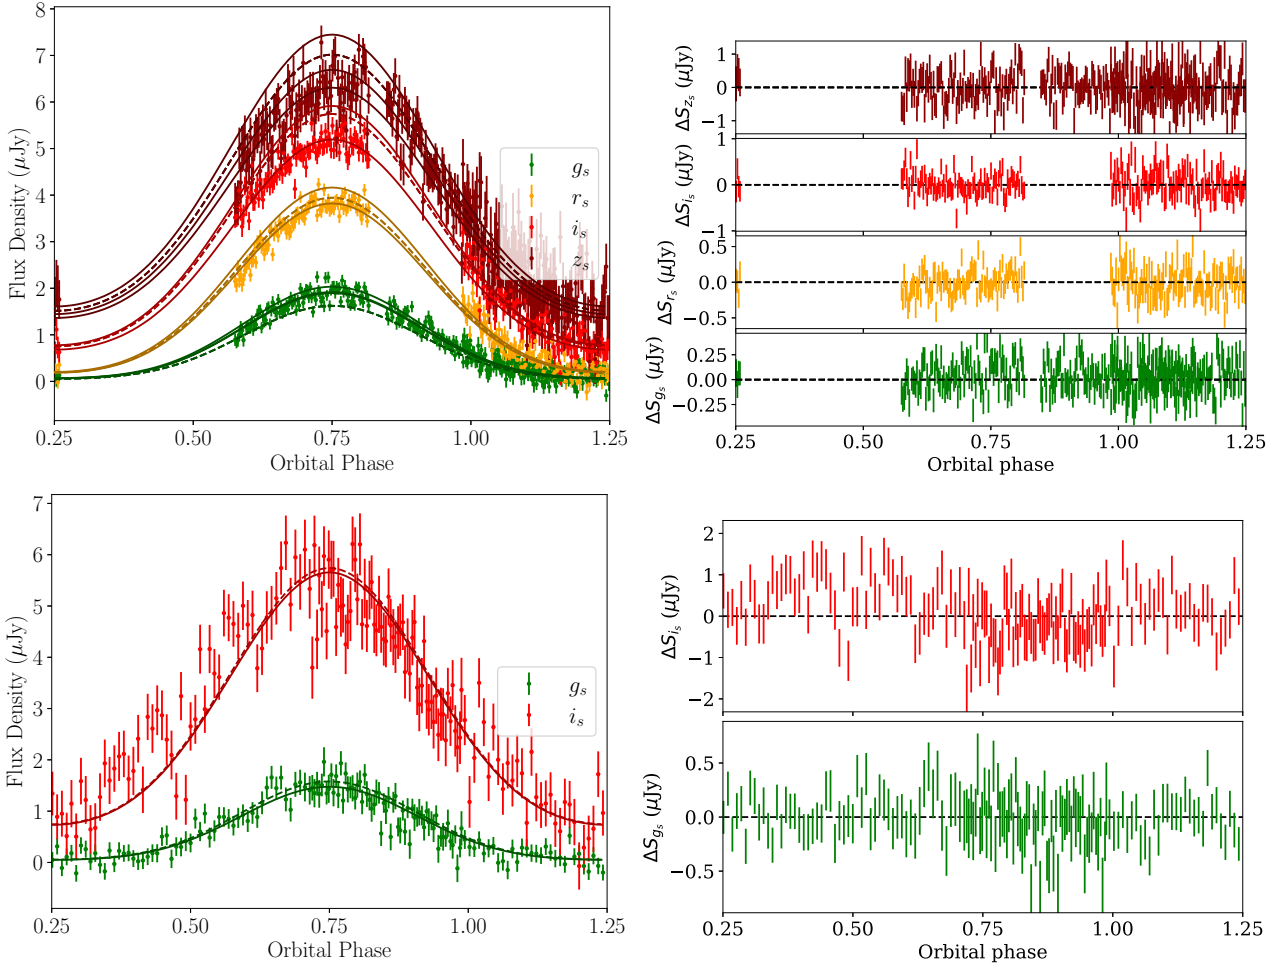 8
7
6
5
4
3
2
1
0
Flux Density (μJy)
0.25 0.50 0.75 1.00 1.25
Orbital Phase
g_s
r_s
i_s
z_s
1
0
−1
ΔS_{z_s} (μJy)
1
0
−1
ΔS_{i_s} (μJy)
0.5
0.0
−0.5
ΔS_{r_s} (μJy)
0.25
0.00
−0.25
ΔS_{g_s} (μJy)
0.25 0.50 0.75 1.00 1.25
Orbital phase
7
6
5
4
3
2
1
0
Flux Density (μJy)
0.25 0.50 0.75 1.00 1.25
Orbital Phase
g_s
i_s
2
1
0
−1
−2
ΔS_{i_s} (μJy)
0.5
0.0
−0.5
ΔS_{g_s} (μJy)
0.25 0.50 0.75 1.00 1.25
Orbital phase